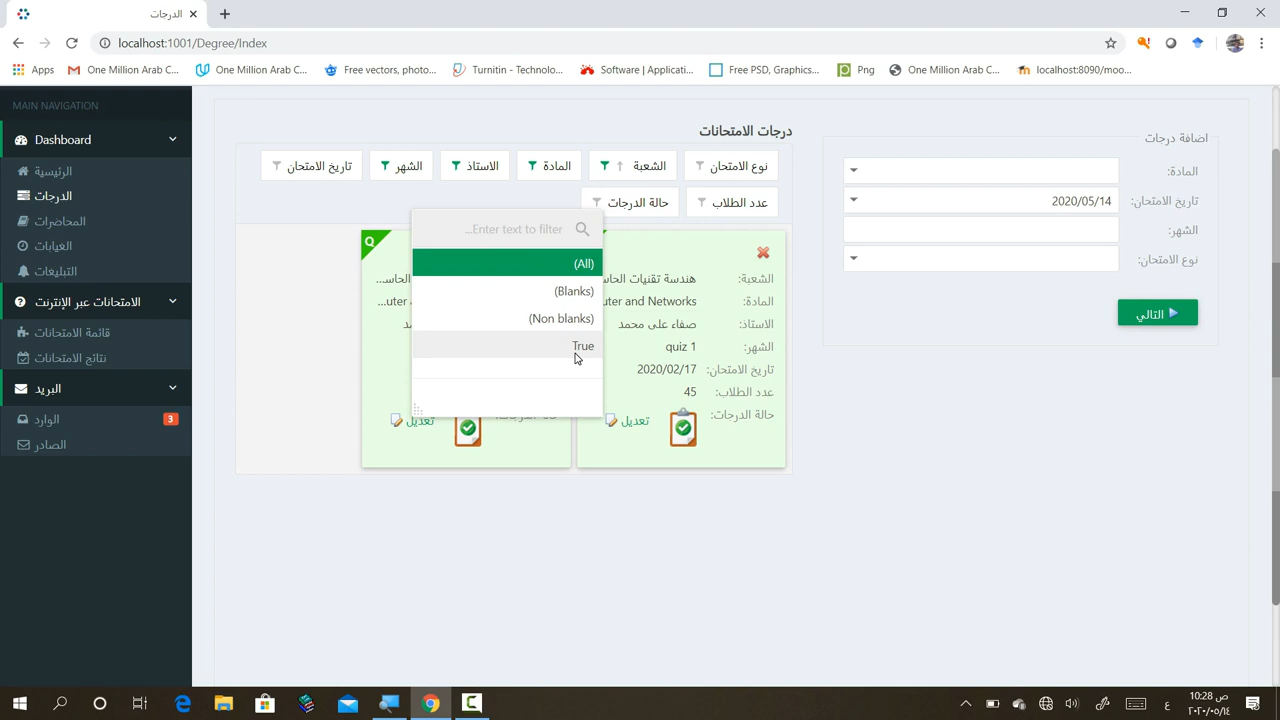 الدرجات
localhost:1001/Degree/Index
Apps
One Million Arab C...
One Million Arab C...
Free vectors, photo...
Turnitin - Technolo...
Software | Applicati...
Free PSD, Graphics...
Png
One Million Arab C...
localhost:8090/moo...
MAIN NAVIGATION
Dashboard
الرئيسية
الدرجات
المحاضرات
الغيابات
التبليغات
الامتحانات عبر الإنترنت
قائمة الامتحانات
نتائج الامتحانات
البريد
الوارد 3
الصادر
اضافة درجات
المادة:
تاريخ الامتحان: 2020/05/14
الشهر:
نوع الامتحان:
التالي
درجات الامتحانات
نوع الامتحان الشعبة المادة الاستاذ الشهر تاريخ الامتحان
عدد الطلاب حالة الدرجات
Enter text to filter...
(All)
(Blanks)
(Non blanks)
True
الشعبة: هندسة تقنيات الحاس
المادة: uter and Networks
الاستاذ: صفاء على محمد
الشهر: quiz 1
تاريخ الامتحان: 2020/02/17
عدد الطلاب: 45
حالة الدرجات:
تعديل
Q
الحاس...
uter...
تعديل
10:28 ص
٢٠٢٠/٠٥/١٤
ع